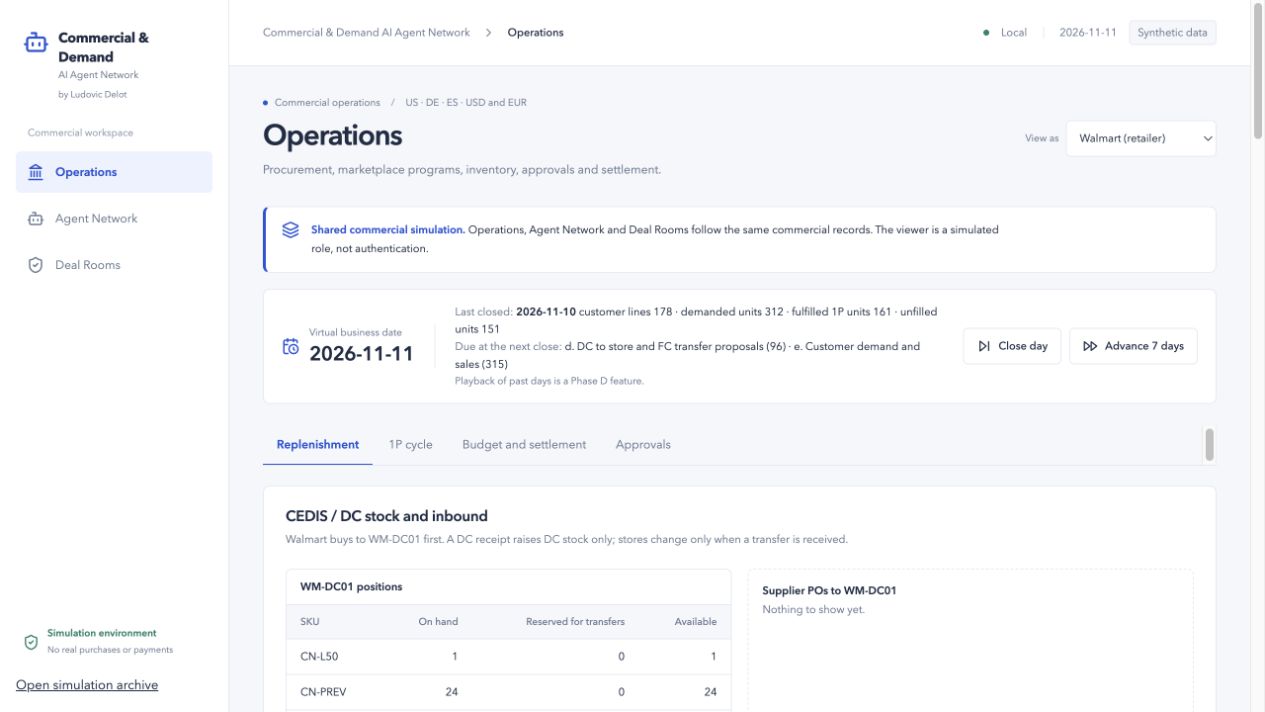 Commercial &
Demand
AI Agent Network
by Ludovic Delot
Commercial workspace
Operations
Agent Network
Deal Rooms
Simulation environment
No real purchases or payments
Open simulation archive
Commercial & Demand AI Agent Network > Operations
Local
2026-11-11
Synthetic data
Commercial operations / US · DE · ES · USD and EUR
Operations
View as
Walmart (retailer)
Procurement, marketplace programs, inventory, approvals and settlement.
Shared commercial simulation. Operations, Agent Network and Deal Rooms follow the same commercial records. The viewer is a simulated
role, not authentication.
Virtual business date
2026-11-11
Last closed: 2026-11-10 customer lines 178 · demanded units 312 · fulfilled 1P units 161 · unfilled
units 151
Due at the next close: d. DC to store and FC transfer proposals (96) · e. Customer demand and
sales (315)
Playback of past days is a Phase D feature.
Close day
Advance 7 days
Replenishment
1P cycle
Budget and settlement
Approvals
CEDIS / DC stock and inbound
Walmart buys to WM-DC01 first. A DC receipt raises DC stock only; stores change only when a transfer is received.
WM-DC01 positions
SKU On hand Reserved for transfers Available
CN-L50 1 0 1
CN-PREV 24 0 24
Supplier POs to WM-DC01
Nothing to show yet.